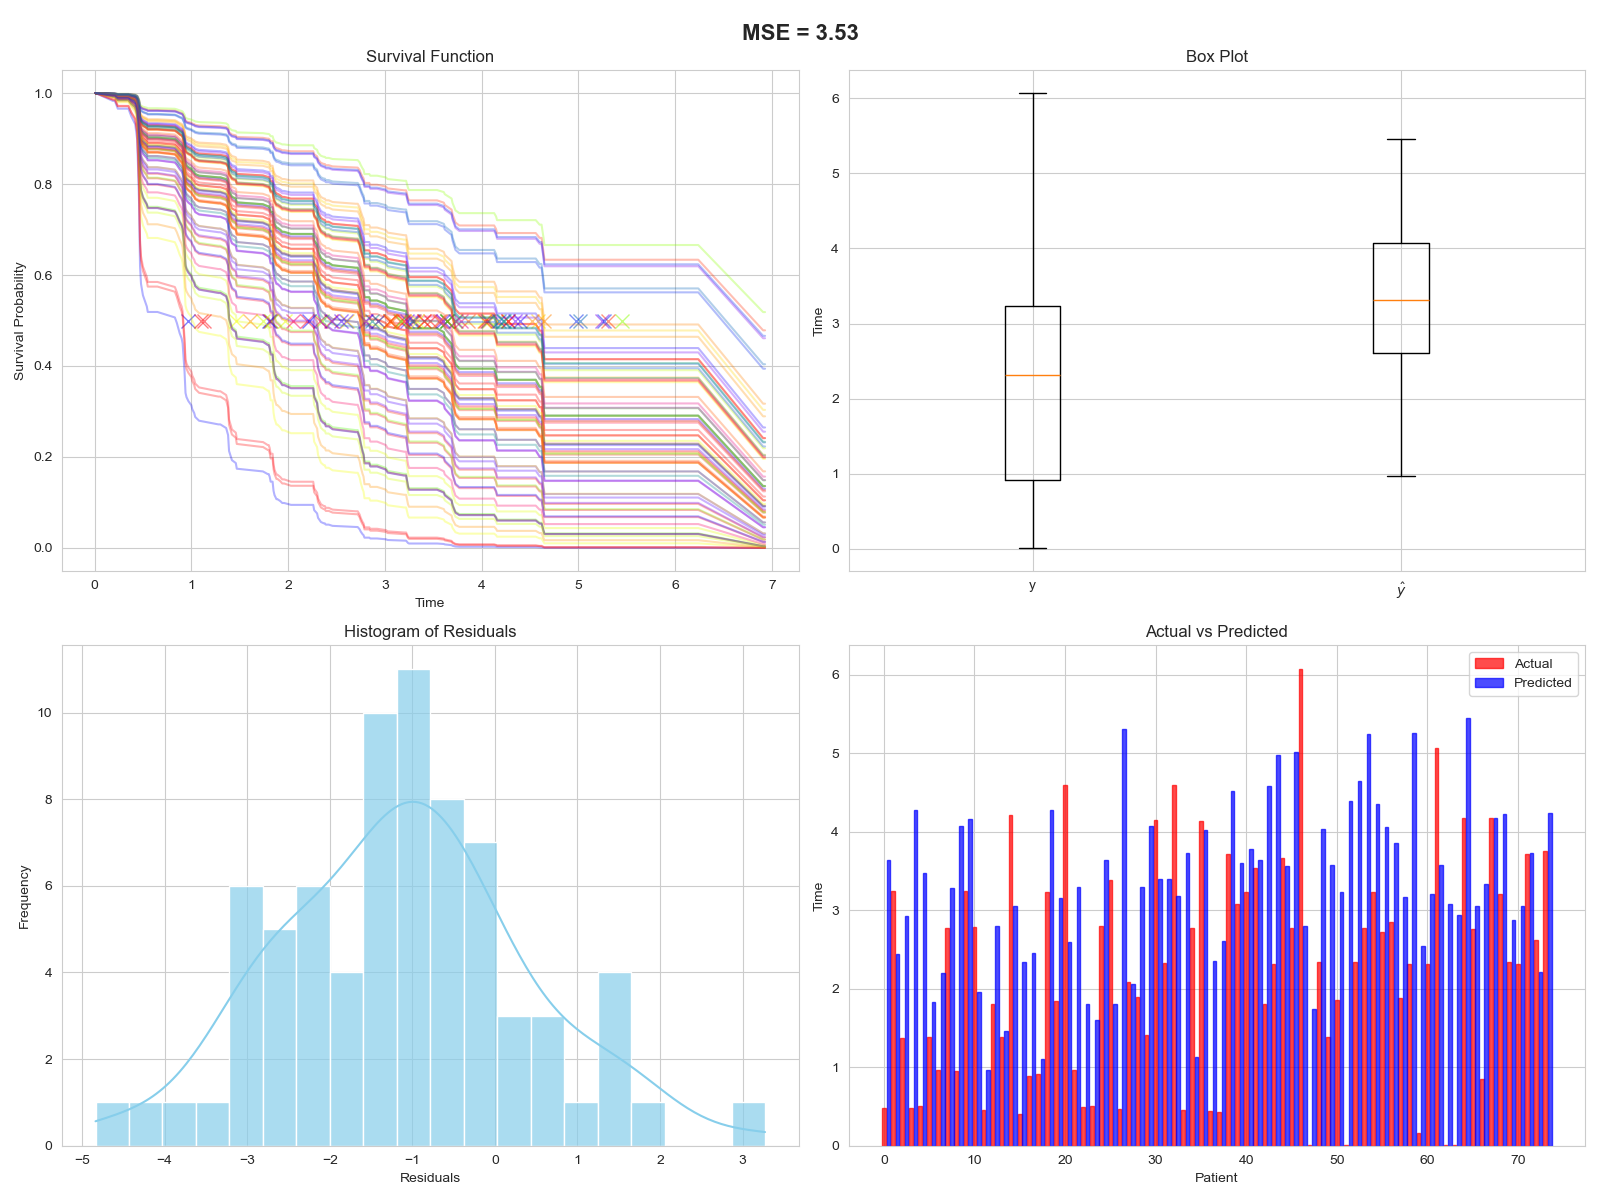 MSE = 3.53
Survival Function
Survival Probability
1.0
0.8
0.6
0.4
0.2
0.0
0 1 2 3 4 5 6 7
Time
Box Plot
Time
6
5
4
3
2
1
0
y ŷ
Histogram of Residuals
Frequency
10
8
6
4
2
0
−5 −4 −3 −2 −1 0 1 2 3
Residuals
Actual vs Predicted
Actual
Predicted
Time
6
5
4
3
2
1
0
0 10 20 30 40 50 60 70
Patient